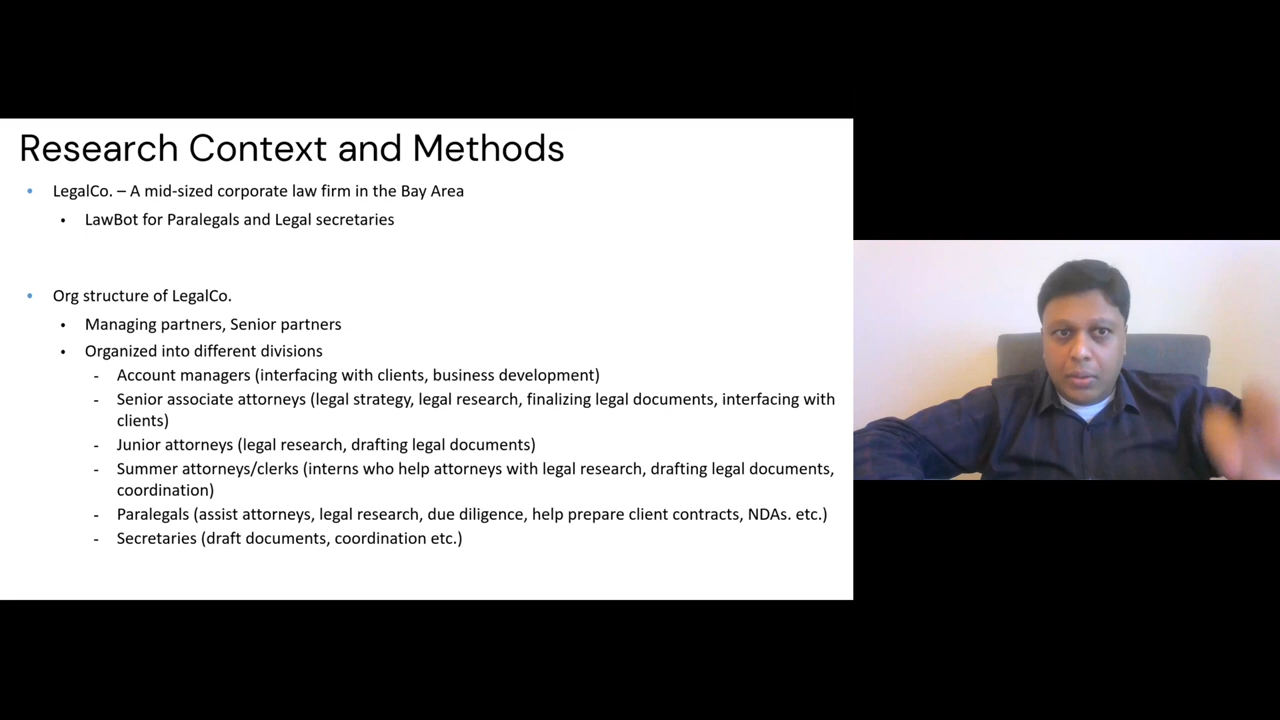 Research Context and Methods
• LegalCo. – A mid-sized corporate law firm in the Bay Area
• LawBot for Paralegals and Legal secretaries
• Org structure of LegalCo.
• Managing partners, Senior partners
• Organized into different divisions
- Account managers (interfacing with clients, business development)
- Senior associate attorneys (legal strategy, legal research, finalizing legal documents, interfacing with
clients)
- Junior attorneys (legal research, drafting legal documents)
- Summer attorneys/clerks (interns who help attorneys with legal research, drafting legal documents,
coordination)
- Paralegals (assist attorneys, legal research, due diligence, help prepare client contracts, NDAs. etc.)
- Secretaries (draft documents, coordination etc.)